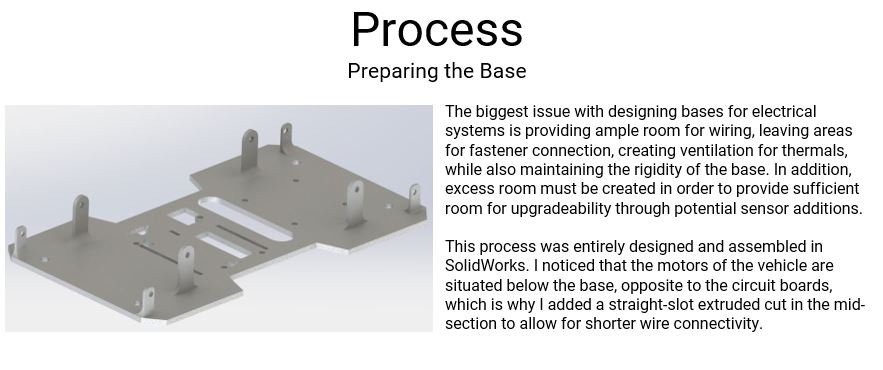 Process
Preparing the Base
The biggest issue with designing bases for electrical
systems is providing ample room for wiring, leaving areas
for fastener connection, creating ventilation for thermals,
while also maintaining the rigidity of the base. In addition,
excess room must be created in order to provide sufficient
room for upgradeability through potential sensor additions.
This process was entirely designed and assembled in
SolidWorks. I noticed that the motors of the vehicle are
situated below the base, opposite to the circuit boards,
which is why I added a straight-slot extruded cut in the mid-
section to allow for shorter wire connectivity.